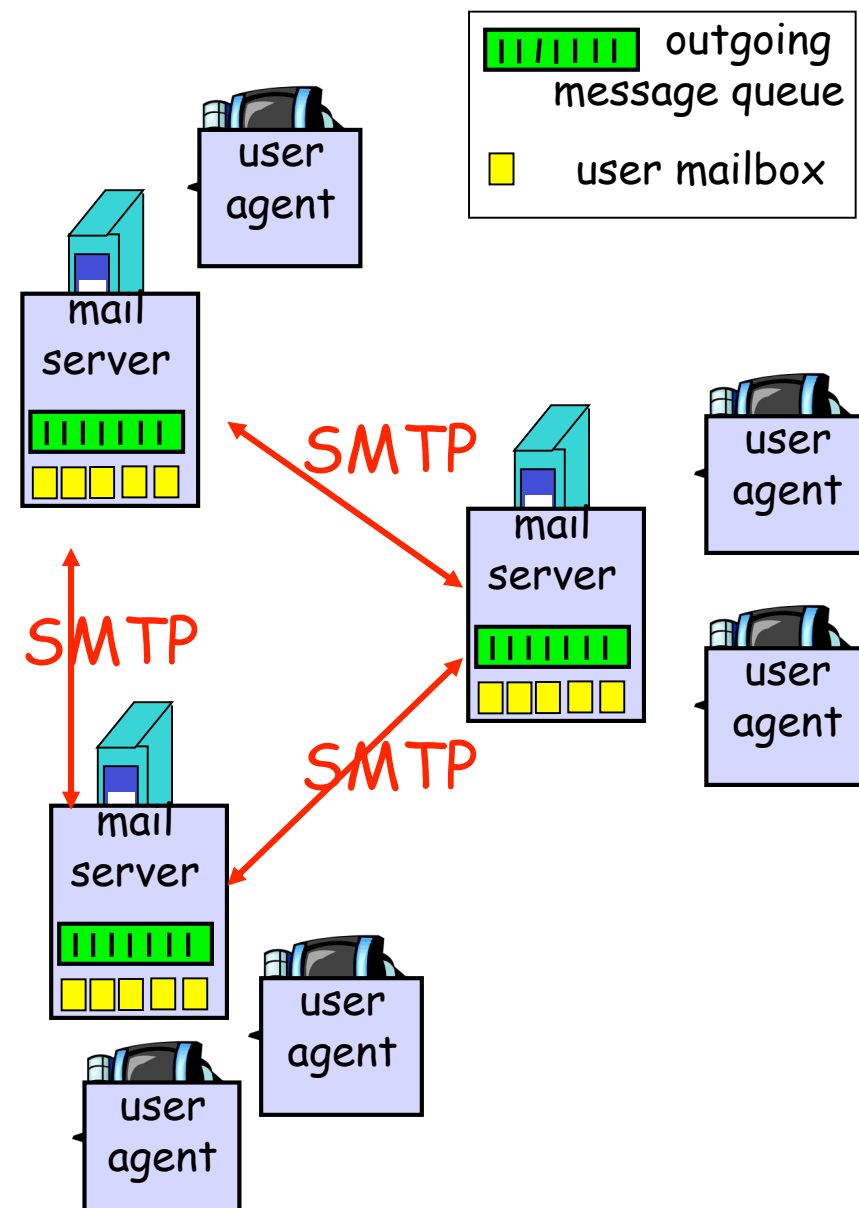 outgoing
message queue
user mailbox
user
agent
mail
server
SMTP
user
agent
mail
server
user
agent
SMTP
SMTP
mail
server
user
agent
user
agent